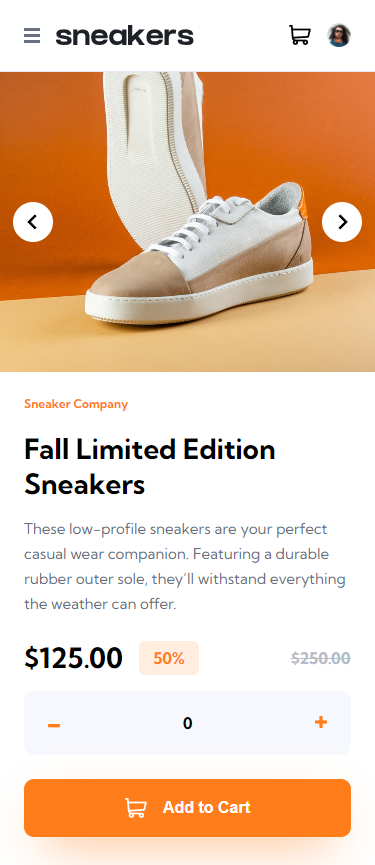 sneakers
Sneaker Company
Fall Limited Edition
Sneakers
These low-profile sneakers are your perfect
casual wear companion. Featuring a durable
rubber outer sole, they’ll withstand everything
the weather can offer.
$125.00 50% $250.00
0
Add to Cart